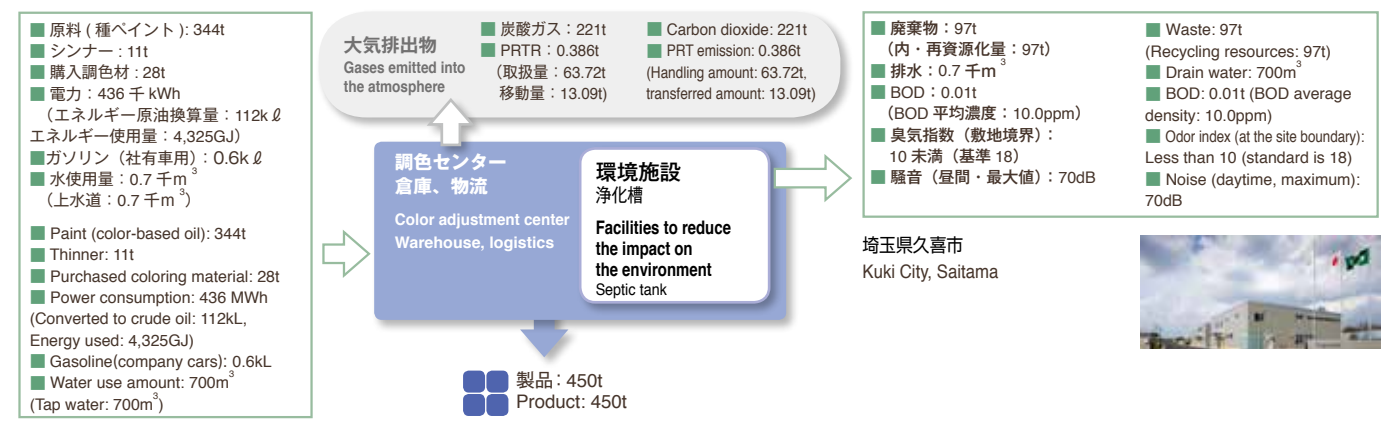 ■ 原料 ( 種ペイント ): 344t
■ シンナー : 11t
■ 購入調色材 : 28t
■ 電力：436 千 kWh
（エネルギー原油換算量：112k ℓ
エネルギー使用量：4,325GJ）
■ガソリン（社有車用）：0.6k ℓ
■ 水使用量：0.7 千m³
（上水道：0.7 千m³）
■ Paint (color-based oil): 344t
■ Thinner: 11t
■ Purchased coloring material: 28t
■ Power consumption: 436 MWh
(Converted to crude oil: 112kL,
Energy used: 4,325GJ)
■ Gasoline(company cars): 0.6kL
■ Water use amount: 700m³
(Tap water: 700m³)
大気排出物
Gases emitted into
the atmosphere
■ 炭酸ガス：221t
■ PRTR：0.386t
（取扱量：63.72t
移動量：13.09t）
■ Carbon dioxide: 221t
■ PRT emission: 0.386t
(Handling amount: 63.72t,
transferred amount: 13.09t)
調色センター
倉庫、物流
Color adjustment center
Warehouse, logistics
環境施設
浄化槽
Facilities to reduce
the impact on
the environment
Septic tank
製品：450t
Product: 450t
■ 廃棄物：97t
（内・再資源化量：97t）
■ 排水：0.7 千m³
■ BOD：0.01t
（BOD 平均濃度：10.0ppm）
■ 臭気指数（敷地境界）：
10 未満（基準 18）
■ 騒音（昼間・最大値）：70dB
■ Waste: 97t
(Recycling resources: 97t)
■ Drain water: 700m³
■ BOD: 0.01t (BOD average
density: 10.0ppm)
■ Odor index (at the site boundary):
Less than 10 (standard is 18)
■ Noise (daytime, maximum):
70dB
埼玉県久喜市
Kuki City, Saitama